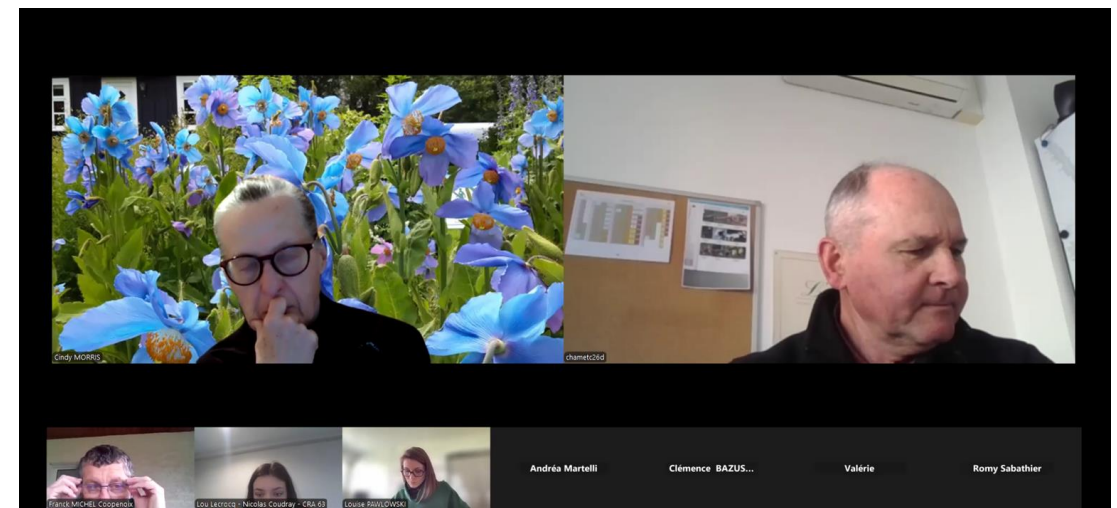 Cindy MORRIS
chametc26d
Franck MICHEL Coopenoix
Lou Lecrocq - Nicolas Coudray - CRA 63
Louise PAWLOWSKI
Andréa Martelli
Clémence BAZUS...
Valérie
Romy Sabathier